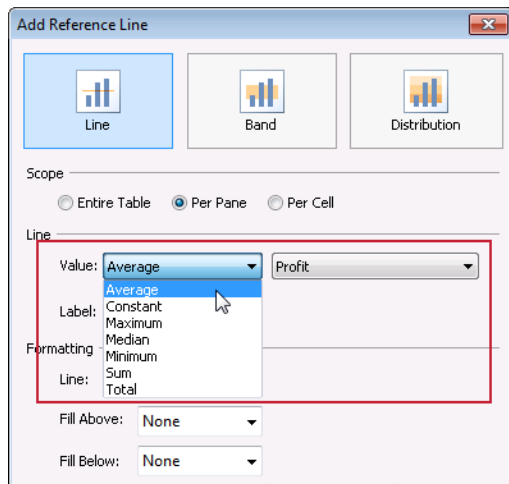 Add Reference Line
Line
Band
Distribution
Scope
Entire Table
Per Pane
Per Cell
Line
Value:
Average
Profit
Average
Constant
Maximum
Median
Minimum
Sum
Total
Label:
Formatting
Line:
Fill Above:
None
Fill Below:
None